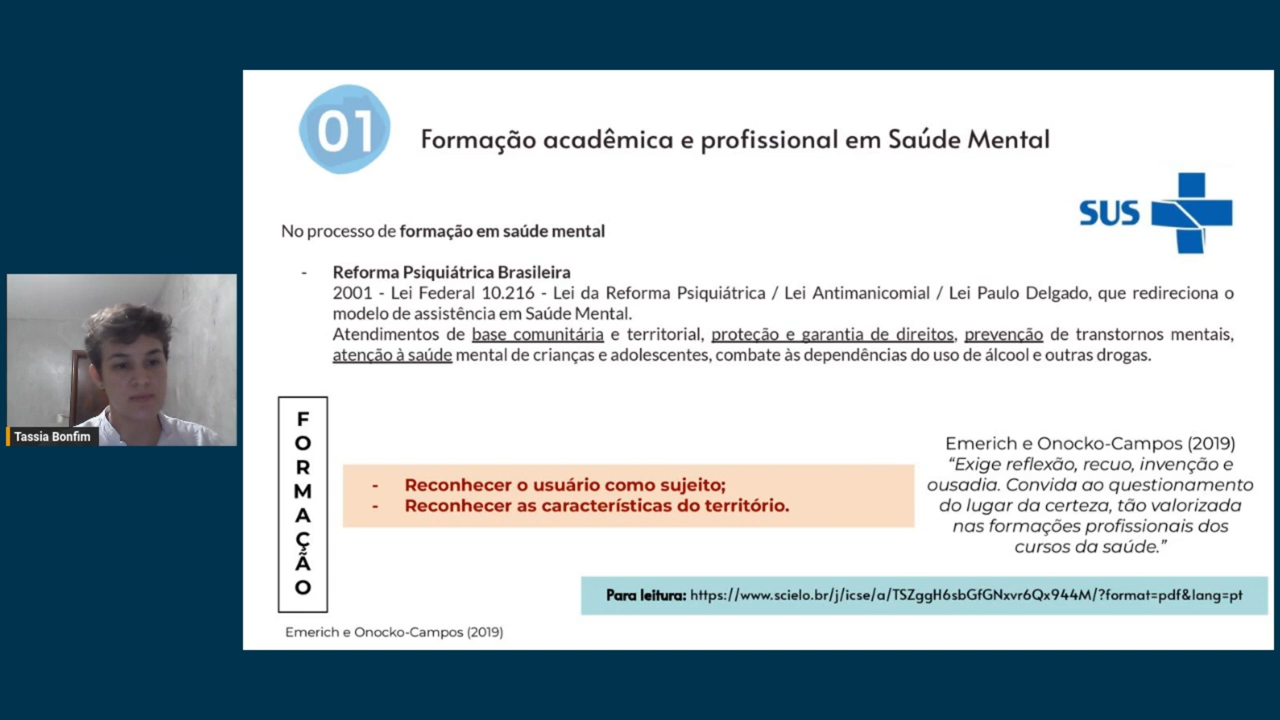 01
Formação acadêmica e profissional em Saúde Mental
SUS
No processo de formação em saúde mental
- Reforma Psiquiátrica Brasileira
2001 - Lei Federal 10.216 - Lei da Reforma Psiquiátrica / Lei Antimanicomial / Lei Paulo Delgado, que redireciona o
modelo de assistência em Saúde Mental.
Atendimentos de base comunitária e territorial, proteção e garantia de direitos, prevenção de transtornos mentais,
atenção à saúde mental de crianças e adolescentes, combate às dependências do uso de álcool e outras drogas.
F
O
R
M
A
Ç
Ã
O
- Reconhecer o usuário como sujeito;
- Reconhecer as características do território.
Emerich e Onocko-Campos (2019)
“Exige reflexão, recuo, invenção e
ousadia. Convida ao questionamento
do lugar da certeza, tão valorizada
nas formações profissionais dos
cursos da saúde.”
Para leitura: https://www.scielo.br/j/icse/a/TSZggH6sbGfGNxvr6Qx944M/?format=pdf&lang=pt
Emerich e Onocko-Campos (2019)
Tassia Bonfim